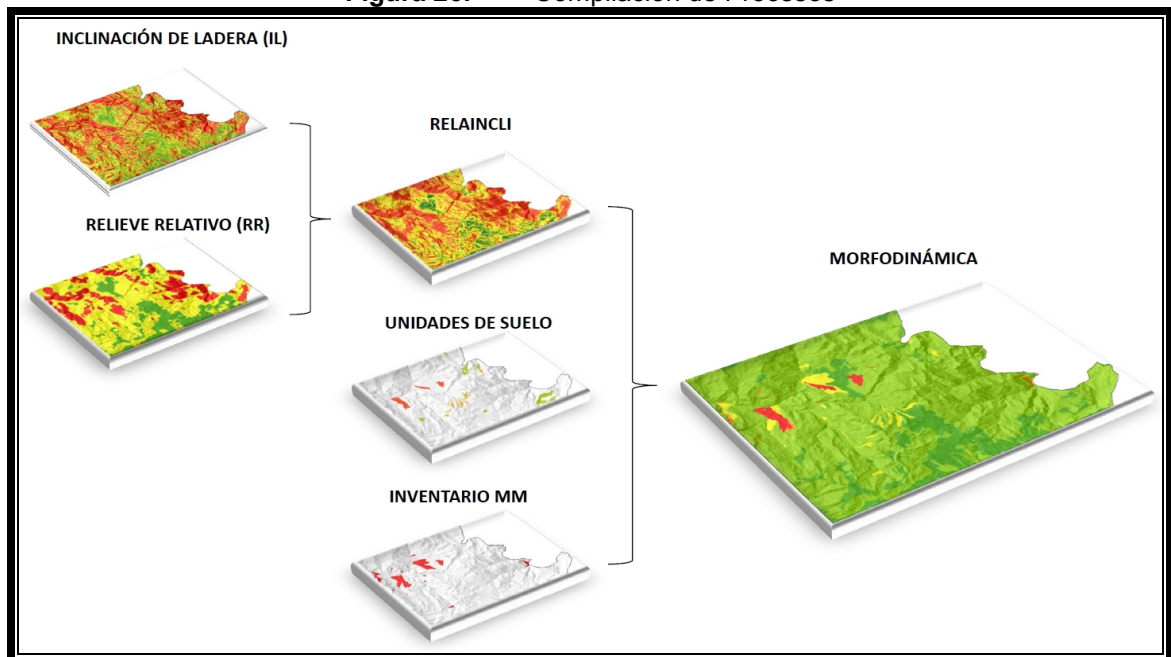 INCLINACIÓN DE LADERA (IL)
RELAINCLI
RELIEVE RELATIVO (RR)
MORFODINÁMICA
UNIDADES DE SUELO
INVENTARIO MM